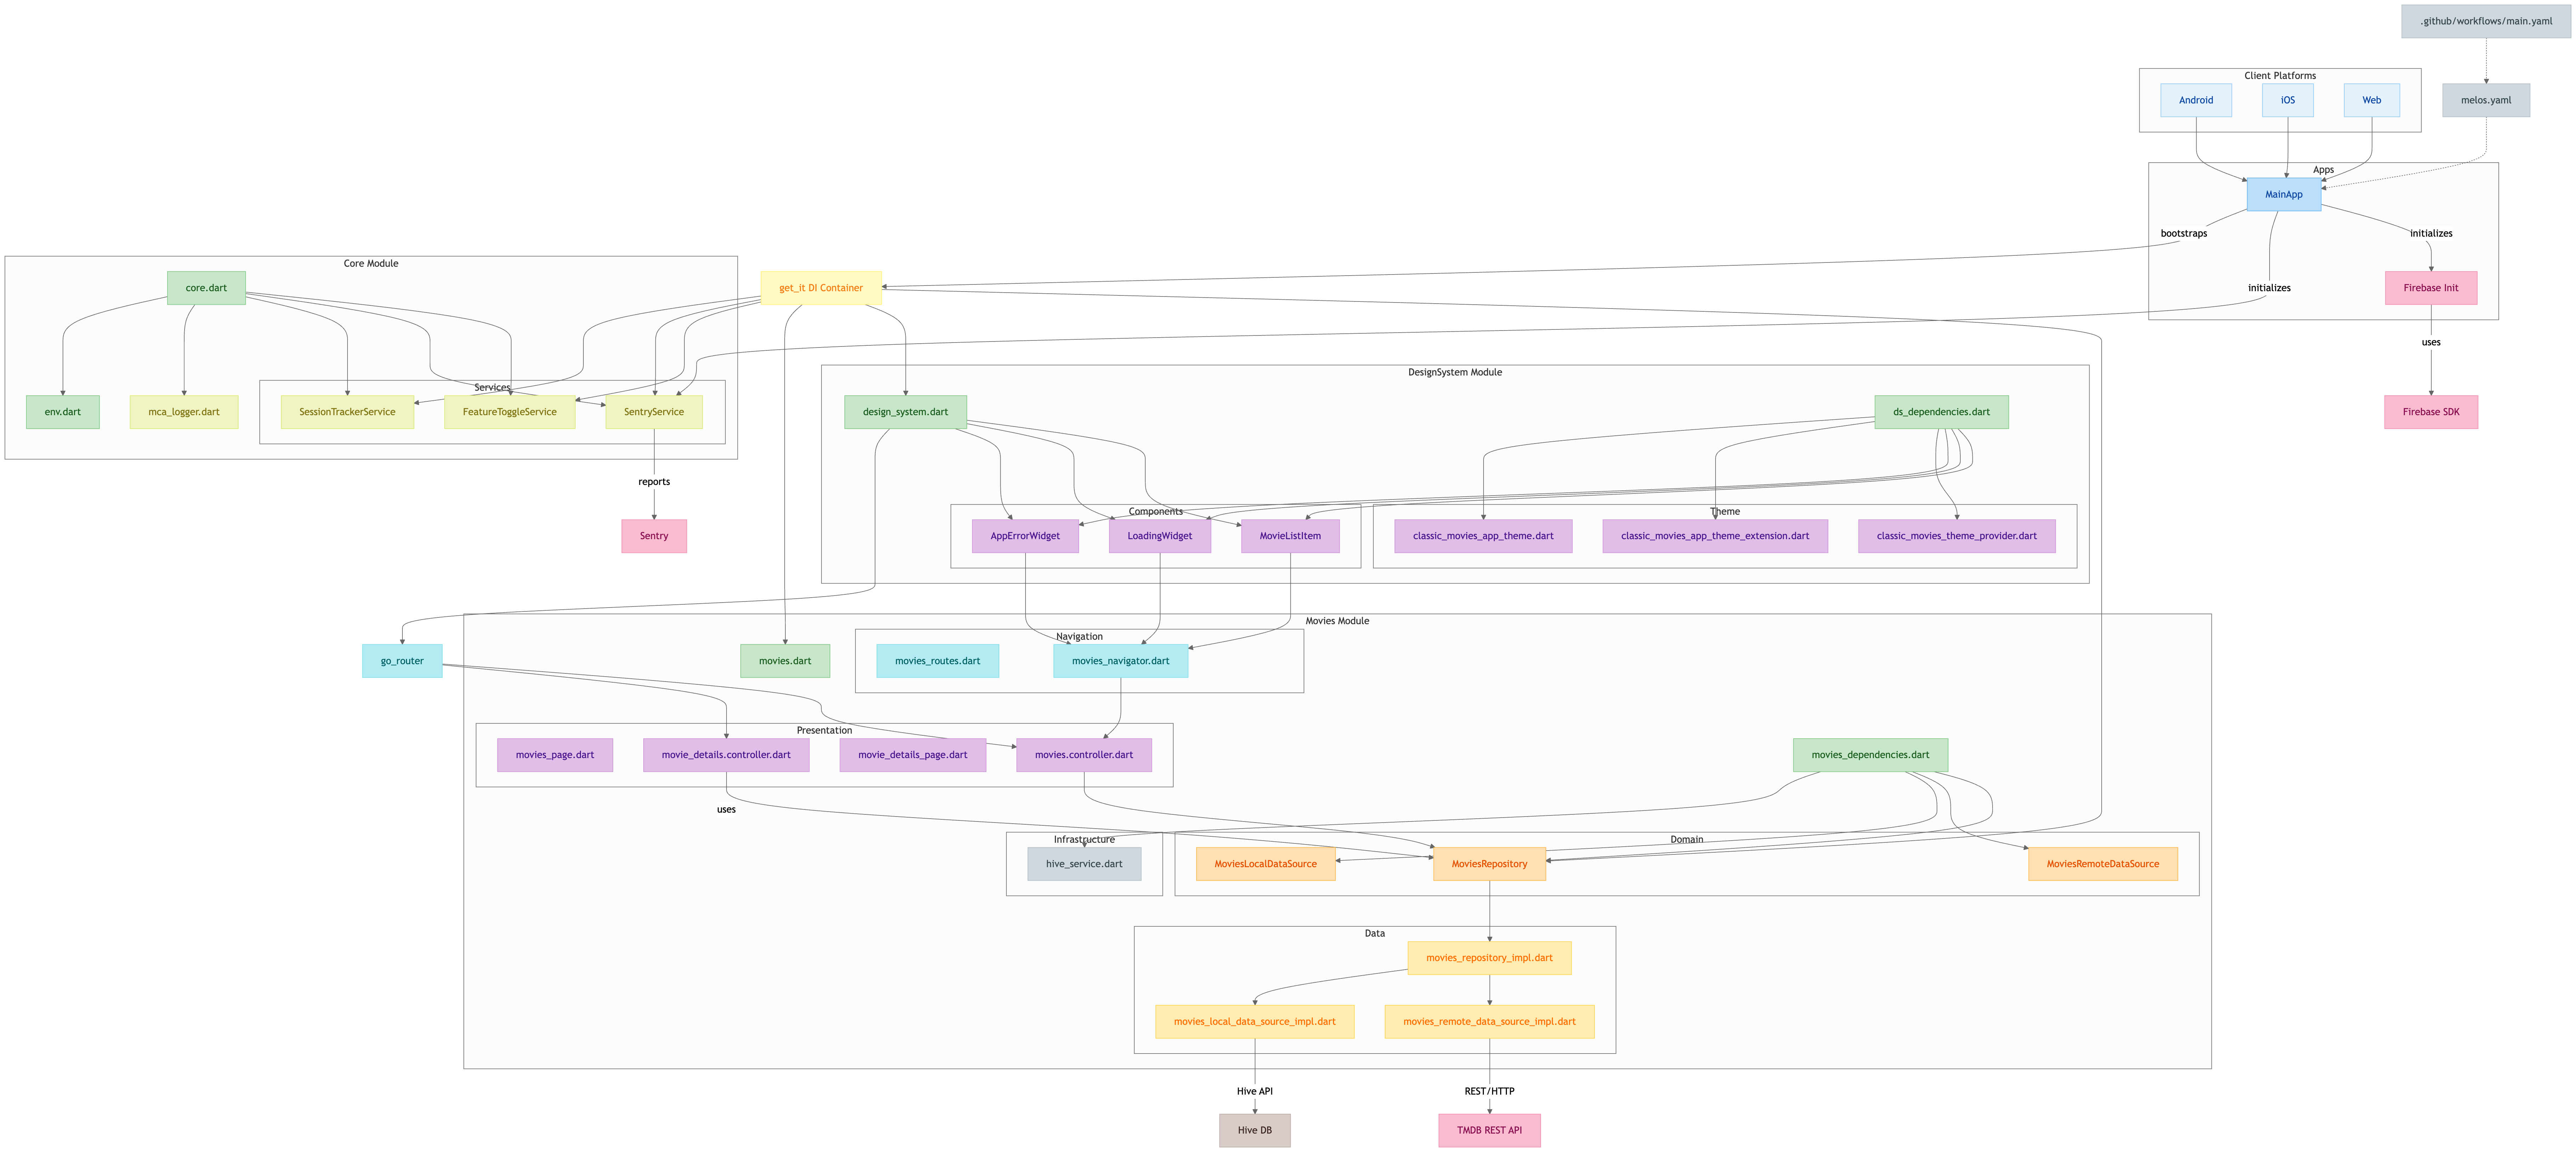 .github/workflows/main.yaml
Client Platforms
Android
iOS
Web
melos.yaml
Apps
MainApp
bootstraps
initializes
Core Module
core.dart
get_it DI Container
initializes
Firebase Init
uses
DesignSystem Module
Services
env.dart
mca_logger.dart
SessionTrackerService
FeatureToggleService
SentryService
design_system.dart
ds_dependencies.dart
Firebase SDK
reports
Components
Theme
Sentry
AppErrorWidget
LoadingWidget
MovieListItem
classic_movies_app_theme.dart
classic_movies_app_theme_extension.dart
classic_movies_theme_provider.dart
Movies Module
Navigation
go_router
movies.dart
movies_routes.dart
movies_navigator.dart
Presentation
movies_page.dart
movie_details.controller.dart
movie_details_page.dart
movies.controller.dart
movies_dependencies.dart
uses
Infrastructure
Domain
hive_service.dart
MoviesLocalDataSource
MoviesRepository
MoviesRemoteDataSource
Data
movies_repository_impl.dart
movies_local_data_source_impl.dart
movies_remote_data_source_impl.dart
Hive API
REST/HTTP
Hive DB
TMDB REST API